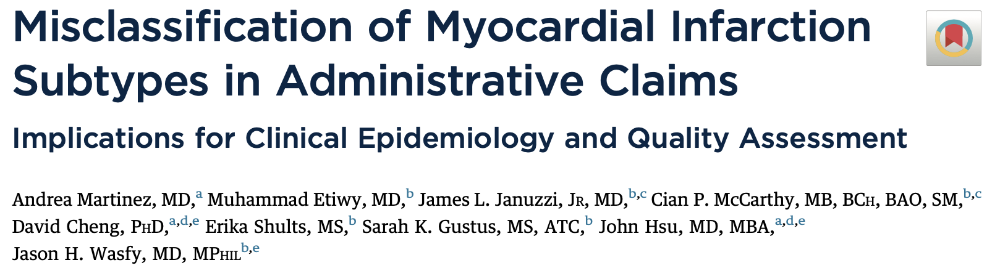 Misclassification of Myocardial Infarction
Subtypes in Administrative Claims
Implications for Clinical Epidemiology and Quality Assessment
Andrea Martinez, MD,a Muhammad Etiwy, MD,b James L. Januzzi, JR, MD,b,c Cian P. McCarthy, MB, BCH, BAO, SM,b,c
David Cheng, PHD,a,d,e Erika Shults, MS,b Sarah K. Gustus, MS, ATC,b John Hsu, MD, MBA,a,d,e
Jason H. Wasfy, MD, MPHILb,e